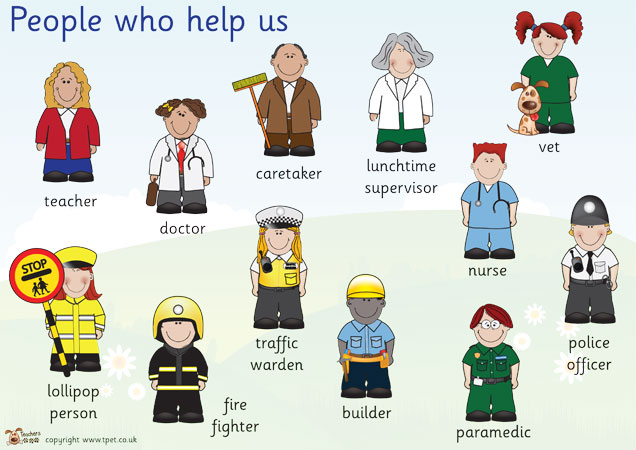 People who help us
teacher
doctor
caretaker
lunchtime
supervisor
vet
nurse
STOP
lollipop
person
fire
fighter
traffic
warden
builder
paramedic
police
officer
Teachers
copyright www.tpet.co.uk